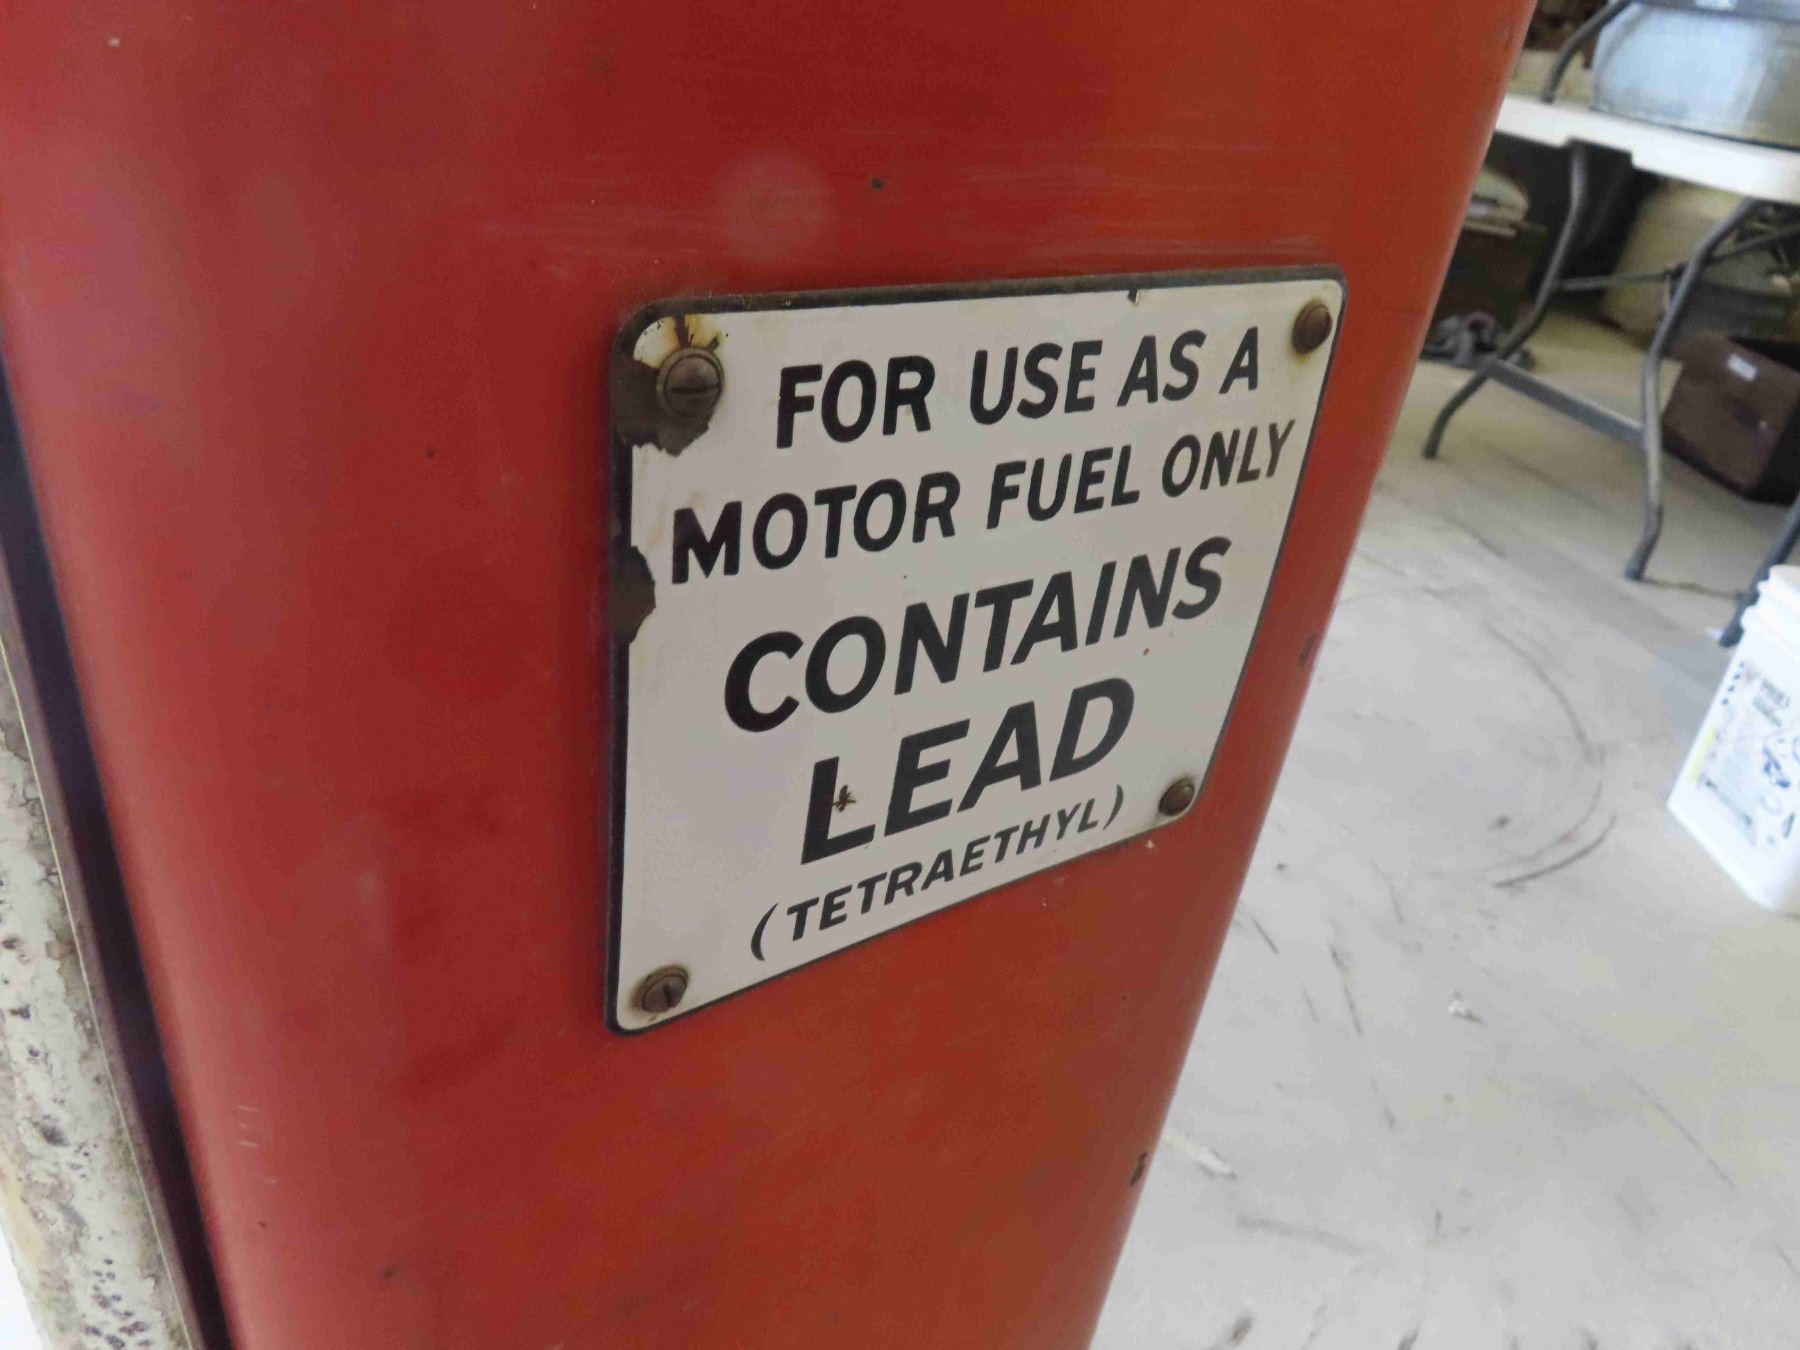 FOR USE AS A
MOTOR FUEL ONLY
CONTAINS
LEAD
(TETRAETHYL)